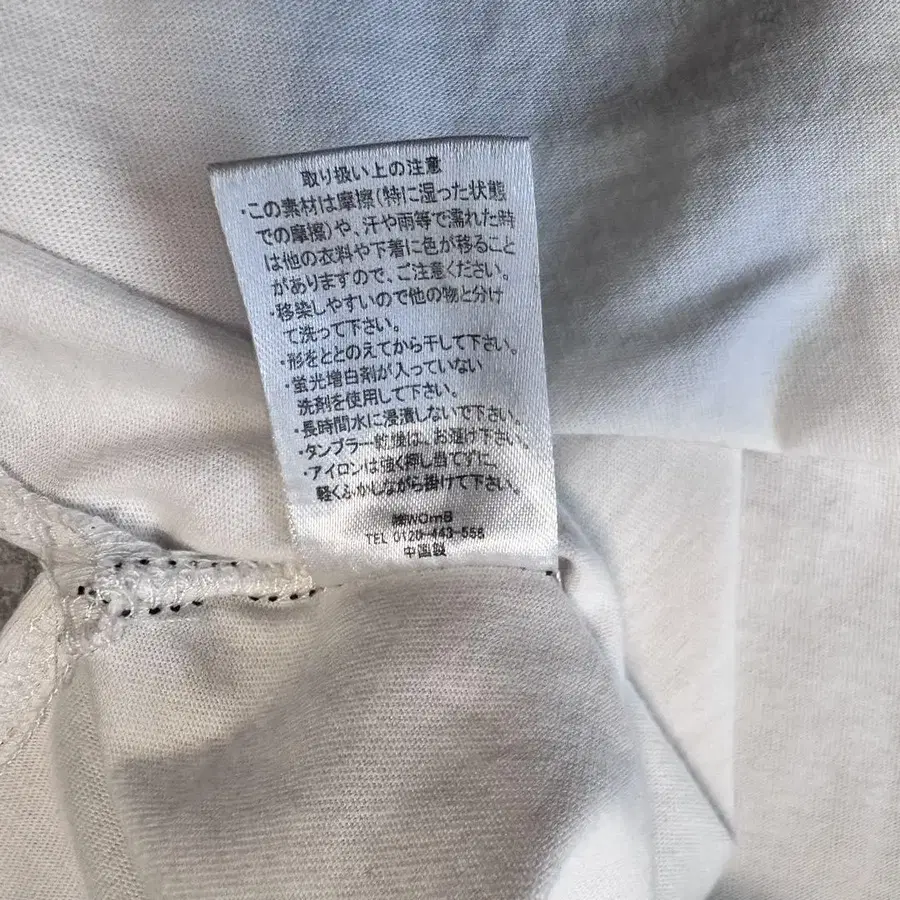 取り扱い上の注意
・この素材は摩擦(特に湿った状態
での摩擦)や、汗や雨等で濡れた時
は他の衣料や下着に色が移ること
がありますので、ご注意ください。
・移染しやすいので他の物と分け
て洗って下さい。
・形をととのえてから干して下さい。
・蛍光増白剤が入っていない
洗剤を使用して下さい。
・長時間水に浸漬しないで下さい。
・タンブラー乾燥は、お避け下さい。
・アイロンは強く押し当てずに、
軽くふかしながら掛けて下さい。
㈱WOmB
TEL 0120-443-558
中国製